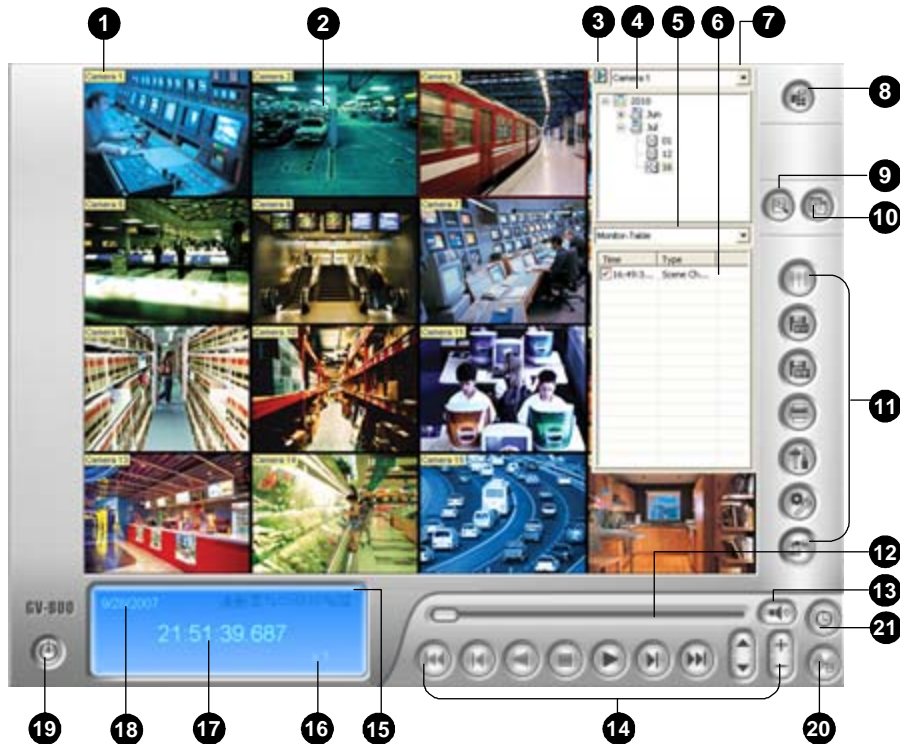 1 2 3 4 5 6 7
Camera 1 Camera 2 Camera 3 Camera 1
2010
Jun
Jul
01
12
16
8
9
10
Camera 5 Camera 6 Camera 7
Monitor-Table
Time Type
16:49:3... Scene Ch...
11
Camera 9 Camera 10 Camera 11
Camera 13 Camera 14 Camera 15
12
13
GV-800
9/28/2007
21:51:39.687
21
19 18 17 16 15 14 20